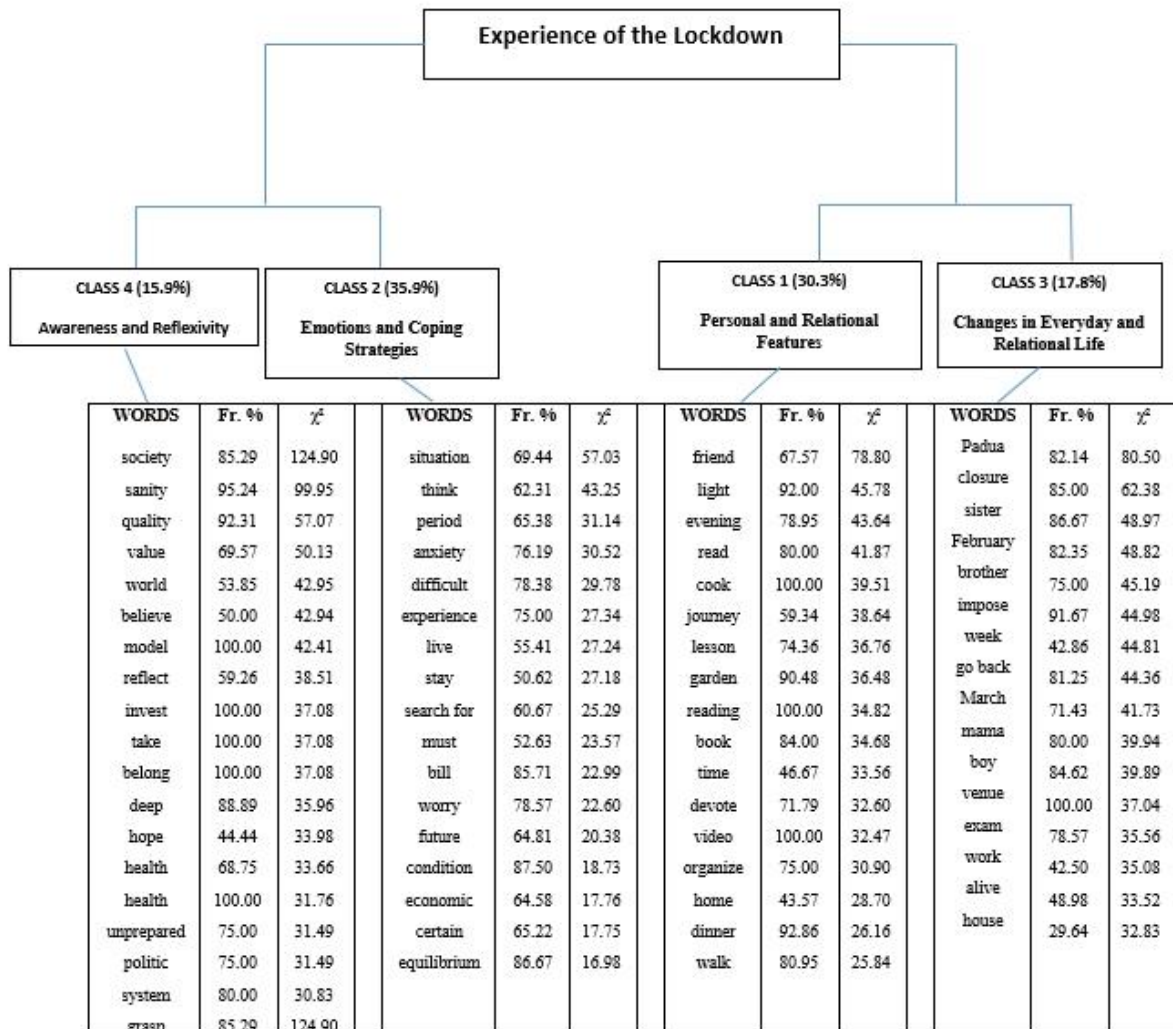 Experience of the Lockdown
CLASS 4 (15.9%)
Awareness and Reflexivity
CLASS 2 (35.9%)
Emotions and Coping
Strategies
CLASS 1 (30.3%)
Personal and Relational
Features
CLASS 3 (17.8%)
Changes in Everyday and
Relational Life
WORDS Fr. % χ²
society 85.29 124.90
sanity 95.24 99.95
quality 92.31 57.07
value 69.57 50.13
world 53.85 42.95
believe 50.00 42.94
model 100.00 42.41
reflect 59.26 38.51
invest 100.00 37.08
take 100.00 37.08
belong 100.00 37.08
deep 88.89 35.96
hope 44.44 33.98
health 68.75 33.66
health 100.00 31.76
unprepared 75.00 31.49
politic 75.00 31.49
system 80.00 30.83
grasp 85.29 124.90
WORDS Fr. % χ²
situation 69.44 57.03
think 62.31 43.25
period 65.38 31.14
anxiety 76.19 30.52
difficult 78.38 29.78
experience 75.00 27.34
live 55.41 27.24
stay 50.62 27.18
search for 60.67 25.29
must 52.63 23.57
bill 85.71 22.99
worry 78.57 22.60
future 64.81 20.38
condition 87.50 18.73
economic 64.58 17.76
certain 65.22 17.75
equilibrium 86.67 16.98
WORDS Fr. % χ²
friend 67.57 78.80
light 92.00 45.78
evening 78.95 43.64
read 80.00 41.87
cook 100.00 39.51
journey 59.34 38.64
lesson 74.36 36.76
garden 90.48 36.48
reading 100.00 34.82
book 84.00 34.68
time 46.67 33.56
devote 71.79 32.60
video 100.00 32.47
organize 75.00 30.90
home 43.57 28.70
dinner 92.86 26.16
walk 80.95 25.84
WORDS Fr. % χ²
Padua 82.14 80.50
closure 85.00 62.38
sister 86.67 48.97
February 82.35 48.82
brother 75.00 45.19
impose 91.67 44.98
week 42.86 44.81
go back 81.25 44.36
March 71.43 41.73
mama 80.00 39.94
boy 84.62 39.89
venue 100.00 37.04
exam 78.57 35.56
work 42.50 35.08
alive 48.98 33.52
house 29.64 32.83